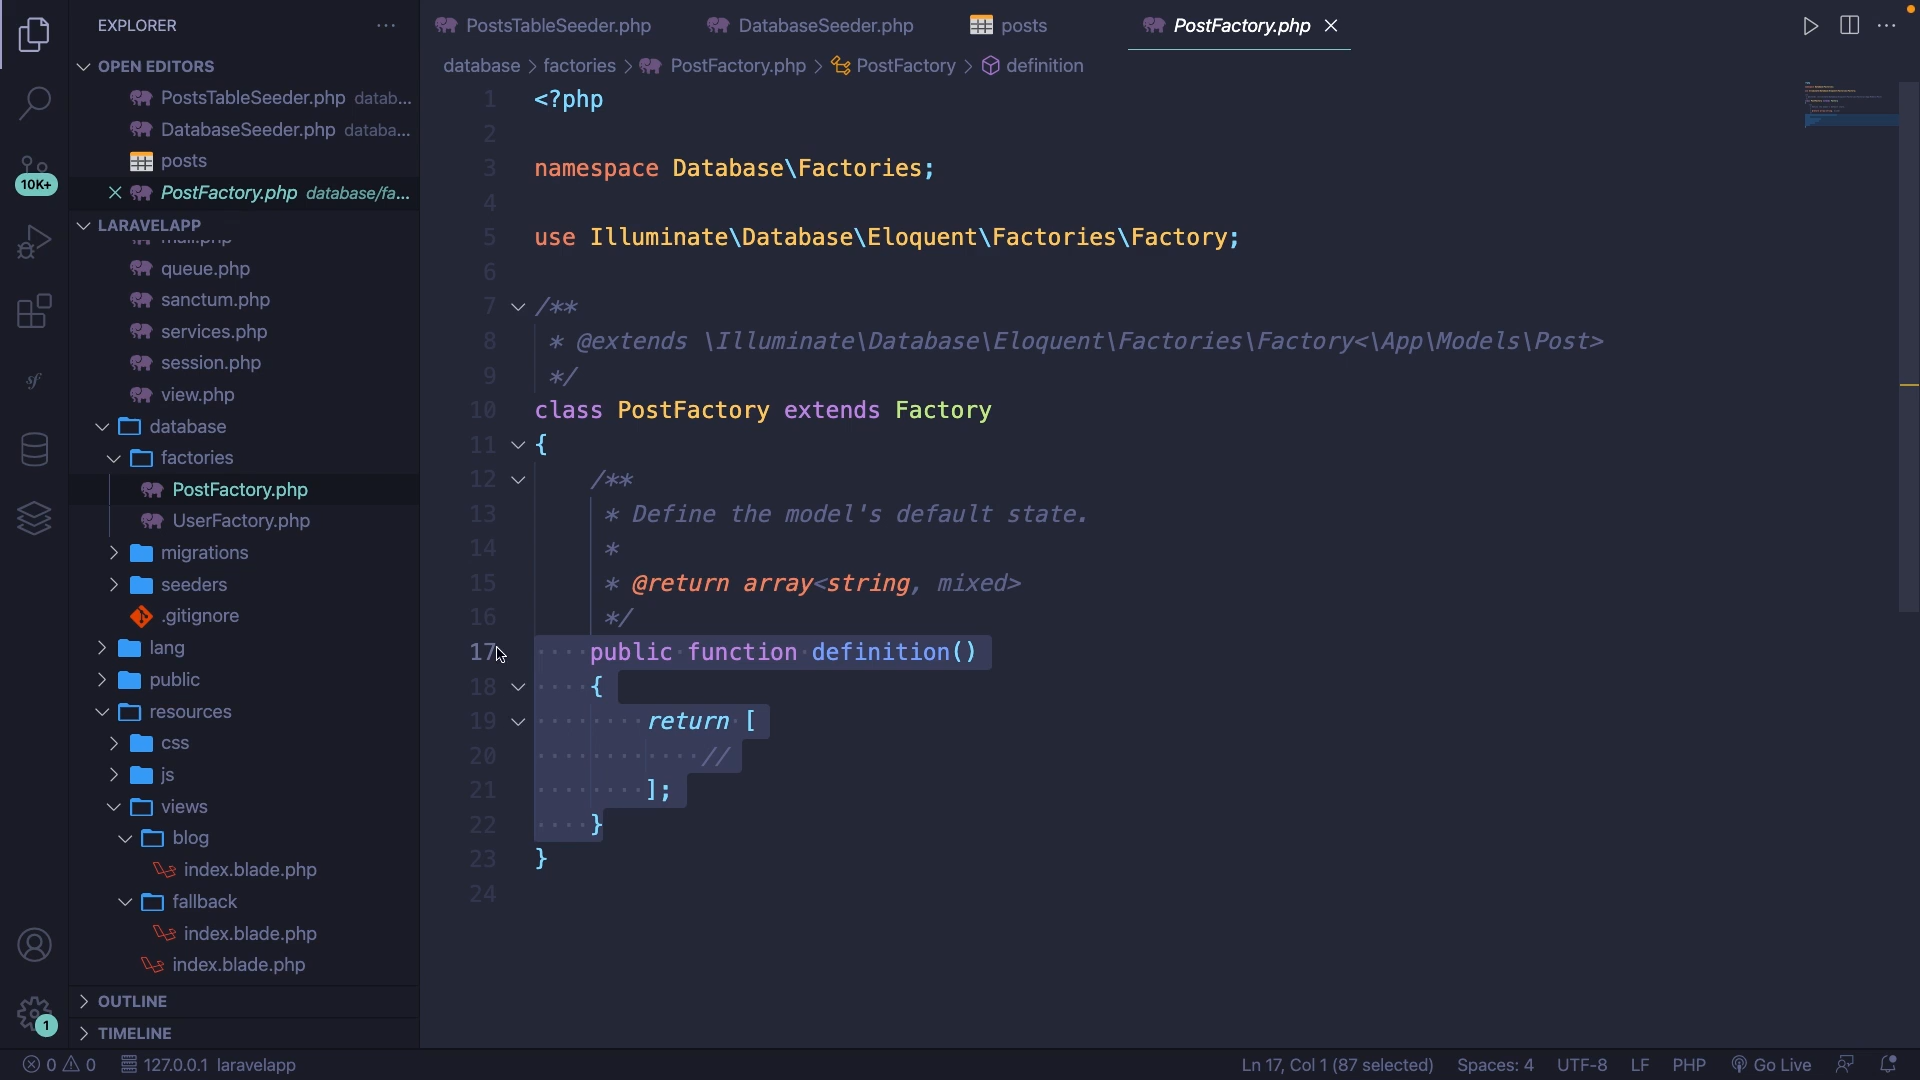 EXPLORER
OPEN EDITORS
PostsTableSeeder.php datab...
DatabaseSeeder.php databa...
posts
PostFactory.php database/fa...
LARAVELAPP
queue.php
sanctum.php
services.php
session.php
view.php
database
factories
PostFactory.php
UserFactory.php
migrations
seeders
.gitignore
lang
public
resources
css
js
views
blog
index.blade.php
fallback
index.blade.php
index.blade.php
OUTLINE
TIMELINE
10K+
sf
1
PostsTableSeeder.php DatabaseSeeder.php posts PostFactory.php
database > factories > PostFactory.php > PostFactory > definition
1 <?php
2
3 namespace Database\Factories;
4
5 use Illuminate\Database\Eloquent\Factories\Factory;
6
7 /**
8 * @extends \Illuminate\Database\Eloquent\Factories\Factory<\App\Models\Post>
9 */
10 class PostFactory extends Factory
11 {
12 /**
13 * Define the model's default state.
14 *
15 * @return array<string, mixed>
16 */
17 public function definition()
18 {
19 return [
20 //
21 ];
22 }
23 }
24
0 0 127.0.0.1 laravelapp Ln 17, Col 1 (87 selected) Spaces: 4 UTF-8 LF PHP Go Live